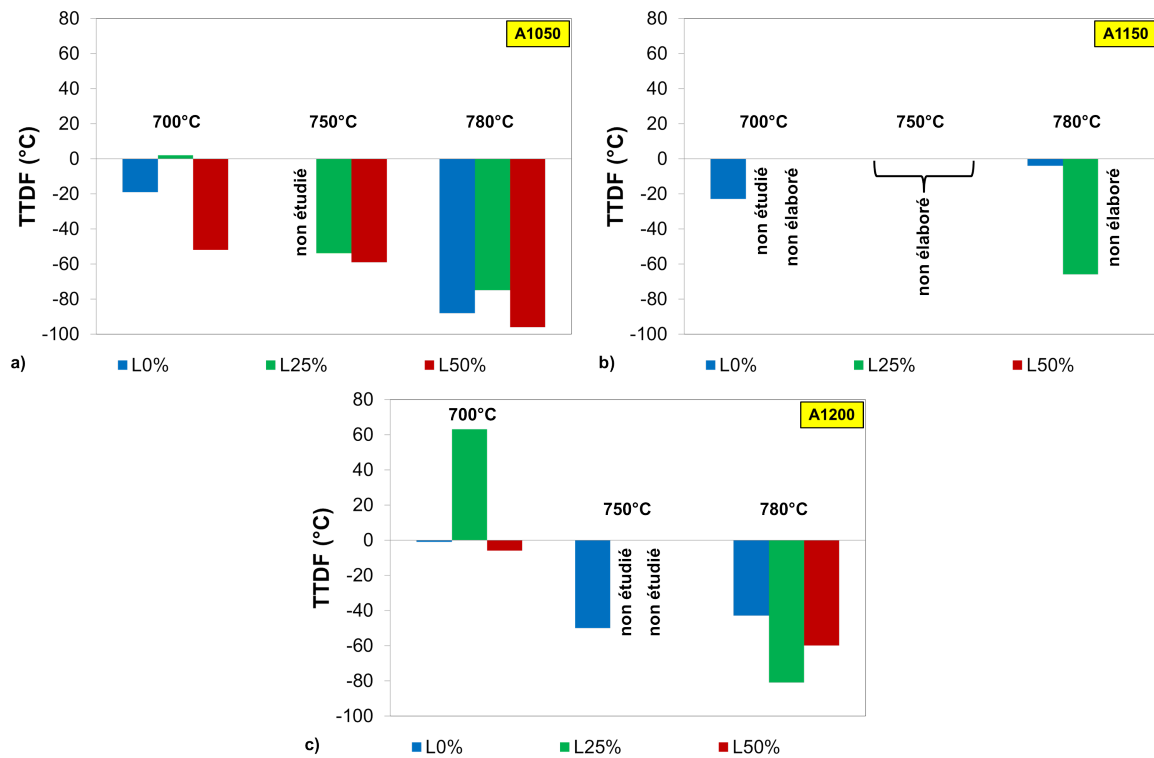 A1050
80
60
40
20
0
-20
-40
-60
-80
-100
TTDF (°C)
700°C 750°C 780°C
non étudié
a)
L0% L25% L50%
A1150
80
60
40
20
0
-20
-40
-60
-80
-100
TTDF (°C)
700°C 750°C 780°C
non étudié
non élaboré
non élaboré
non élaboré
b)
L0% L25% L50%
A1200
80
60
40
20
0
-20
-40
-60
-80
-100
TTDF (°C)
700°C
750°C 780°C
non étudié
non étudié
c)
L0% L25% L50%